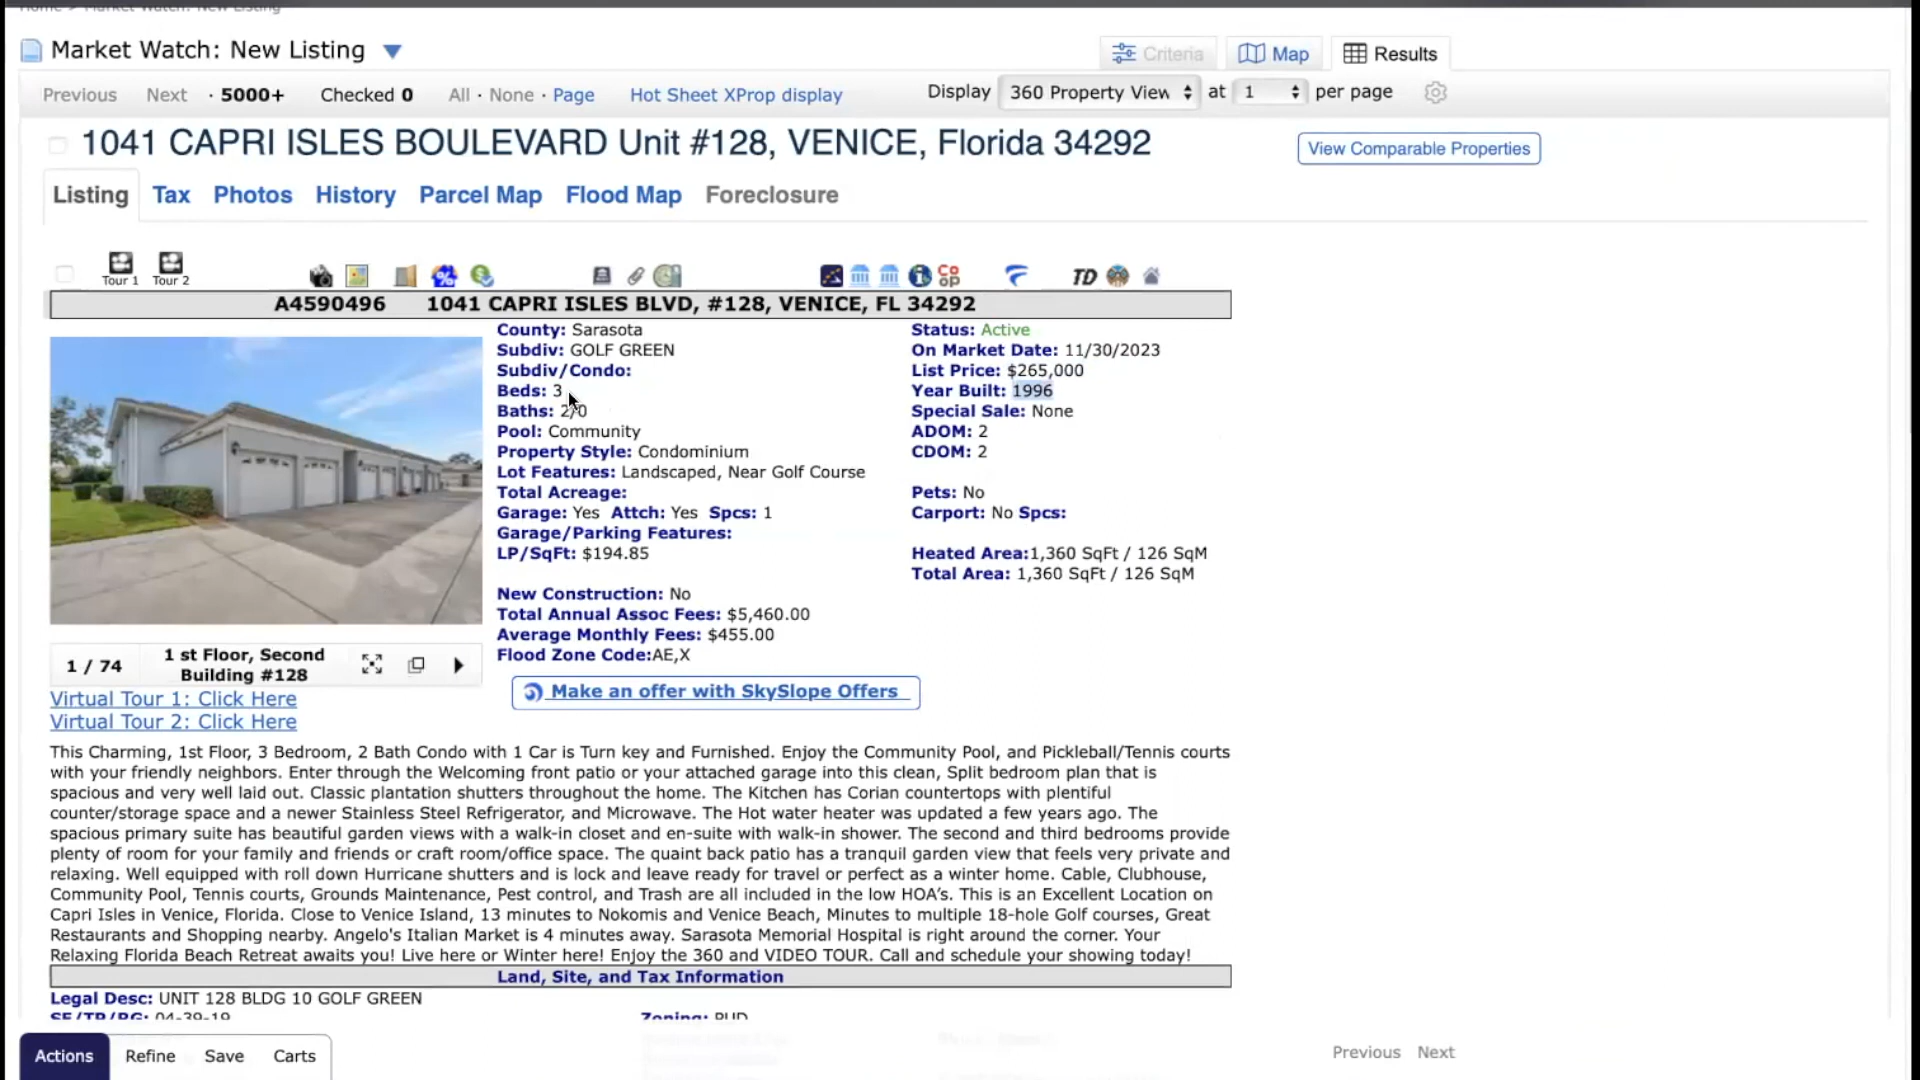 Home > Market Watch: New Listing
Market Watch: New Listing
Criteria Map Results
Previous Next · 5000+ Checked 0 All · None · Page Hot Sheet XProp display Display 360 Property View at 1 per page
1041 CAPRI ISLES BOULEVARD Unit #128, VENICE, Florida 34292
View Comparable Properties
Listing Tax Photos History Parcel Map Flood Map Foreclosure
Tour 1 Tour 2 Co op TD
A4590496 1041 CAPRI ISLES BLVD, #128, VENICE, FL 34292
County: Sarasota
Subdiv: GOLF GREEN
Subdiv/Condo:
Beds: 3
Baths: 2/0
Pool: Community
Property Style: Condominium
Lot Features: Landscaped, Near Golf Course
Total Acreage:
Garage: Yes Attch: Yes Spcs: 1
Garage/Parking Features:
LP/SqFt: $194.85
New Construction: No
Total Annual Assoc Fees: $5,460.00
Average Monthly Fees: $455.00
Flood Zone Code:AE,X
Status: Active
On Market Date: 11/30/2023
List Price: $265,000
Year Built: 1996
Special Sale: None
ADOM: 2
CDOM: 2
Pets: No
Carport: No Spcs:
Heated Area:1,360 SqFt / 126 SqM
Total Area: 1,360 SqFt / 126 SqM
1 / 74
1 st Floor, Second
Building #128
Make an offer with SkySlope Offers
Virtual Tour 1: Click Here
Virtual Tour 2: Click Here
This Charming, 1st Floor, 3 Bedroom, 2 Bath Condo with 1 Car is Turn key and Furnished. Enjoy the Community Pool, and Pickleball/Tennis courts
with your friendly neighbors. Enter through the Welcoming front patio or your attached garage into this clean, Split bedroom plan that is
spacious and very well laid out. Classic plantation shutters throughout the home. The Kitchen has Corian countertops with plentiful
counter/storage space and a newer Stainless Steel Refrigerator, and Microwave. The Hot water heater was updated a few years ago. The
spacious primary suite has beautiful garden views with a walk-in closet and en-suite with walk-in shower. The second and third bedrooms provide
plenty of room for your family and friends or craft room/office space. The quaint back patio has a tranquil garden view that feels very private and
relaxing. Well equipped with roll down Hurricane shutters and is lock and leave ready for travel or perfect as a winter home. Cable, Clubhouse,
Community Pool, Tennis courts, Grounds Maintenance, Pest control, and Trash are all included in the low HOA's. This is an Excellent Location on
Capri Isles in Venice, Florida. Close to Venice Island, 13 minutes to Nokomis and Venice Beach, Minutes to multiple 18-hole Golf courses, Great
Restaurants and Shopping nearby. Angelo's Italian Market is 4 minutes away. Sarasota Memorial Hospital is right around the corner. Your
Relaxing Florida Beach Retreat awaits you! Live here or Winter here! Enjoy the 360 and VIDEO TOUR. Call and schedule your showing today!
Land, Site, and Tax Information
Legal Desc: UNIT 128 BLDG 10 GOLF GREEN
SE/TP/RG: 04-39-19 Zoning: PUD
Actions Refine Save Carts Previous Next